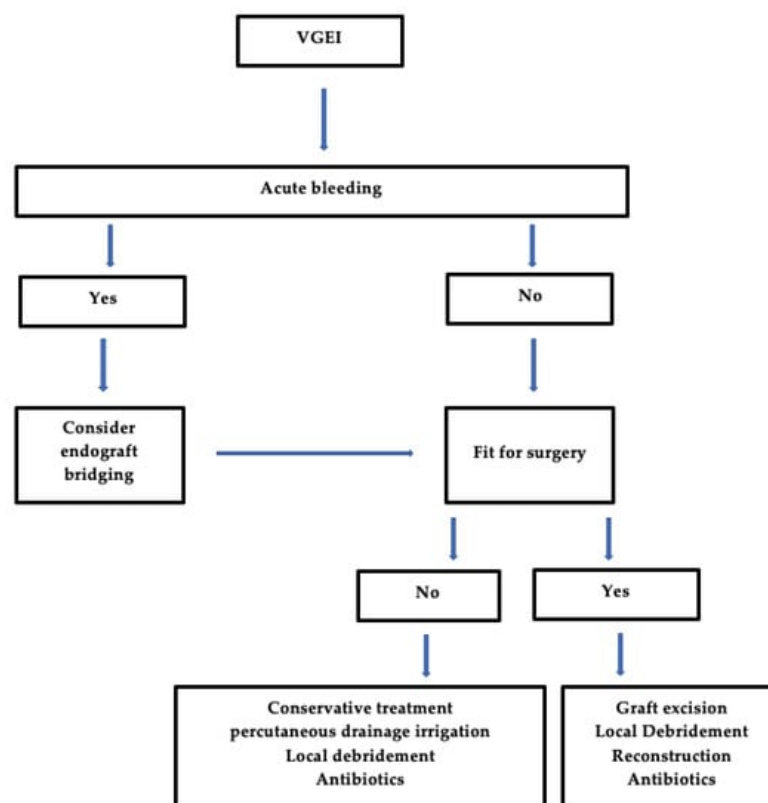 VGEI
Acute bleeding
Yes
No
Consider
endograft
bridging
Fit for surgery
No
Yes
Conservative treatment
percutaneous drainage irrigation
Local debridement
Antibiotics
Graft excision
Local Debridement
Reconstruction
Antibiotics